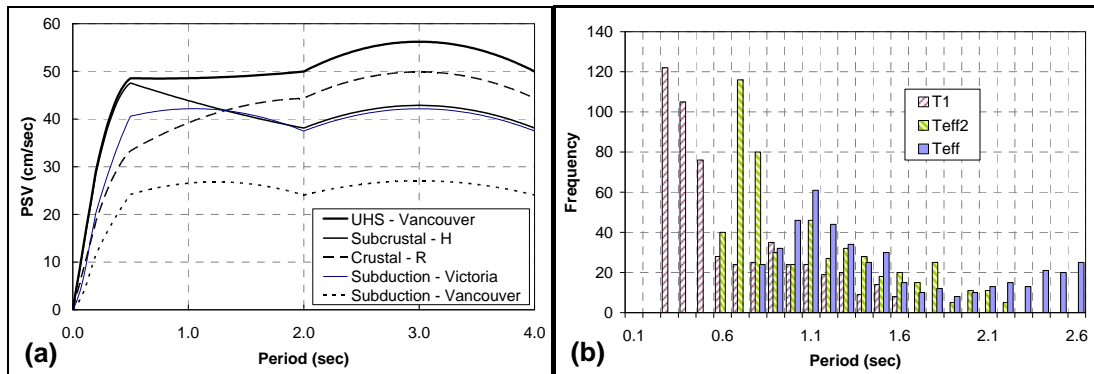 60
50
40
30
20
10
0
PSV (cm/sec)
0.0 1.0 2.0 3.0 4.0
Period (sec)
UHS - Vancouver
Subcrustal - H
Crustal - R
Subduction - Victoria
Subduction - Vancouver
(a)
140
120
100
80
60
40
20
0
Frequency
T1
Teff2
Teff
0.1 0.6 1.1 1.6 2.1 2.6
Period (sec)
(b)